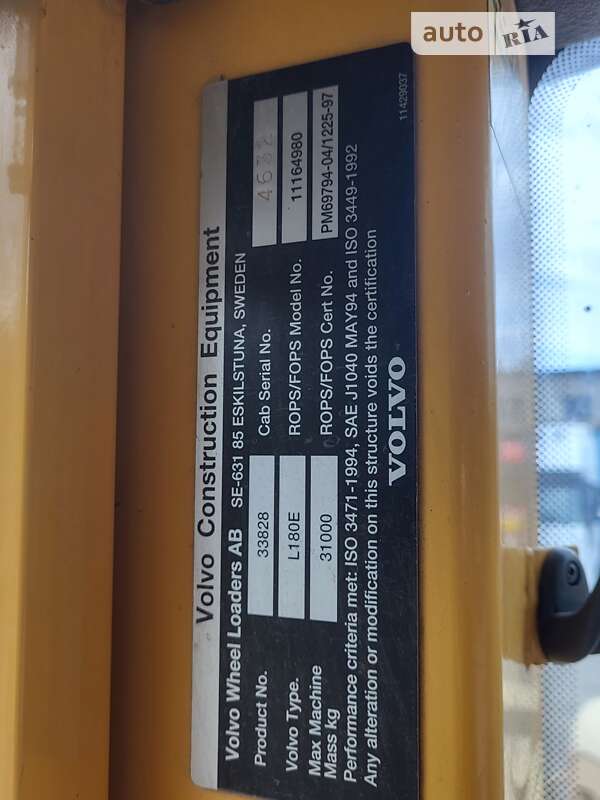 Volvo Construction Equipment
Volvo Wheel Loaders AB SE-631 85 ESKILSTUNA, SWEDEN
Product No. 33828 Cab Serial No. 4632
Volvo Type. L180E ROPS/FOPS Model No. 11164980
Max Machine
Mass kg 31000 ROPS/FOPS Cert No. PM69794-04/1225-97
Performance criteria met: ISO 3471-1994, SAE J1040 MAY94 and ISO 3449-1992
Any alteration or modification on this structure voids the certification
VOLVO
11429037
auto RIA